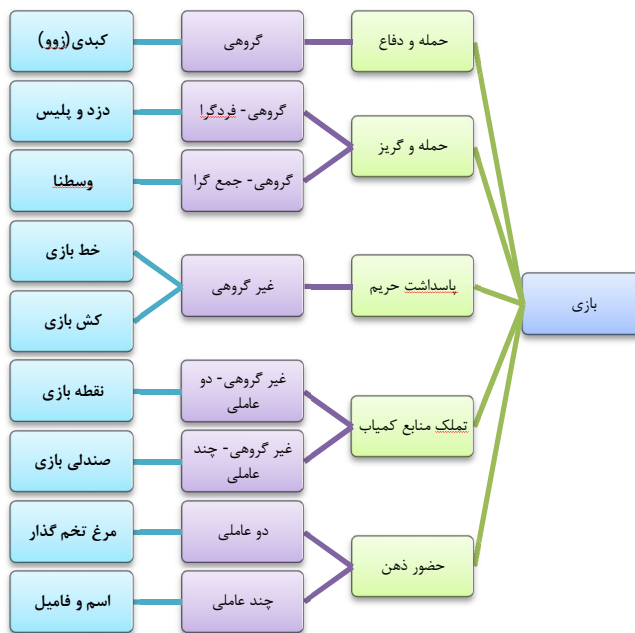 بازی
حمله و دفاع
گروهی
کبدی(زوو)
حمله و گریز
گروهی- فردگرا
دزد و پلیس
گروهی- جمع گرا
وسطنا
پاسداشت حریم
غیر گروهی
خط بازی
کش بازی
تملک منابع کمیاب
غیر گروهی- دو
عاملی
نقطه بازی
غیر گروهی- چند
عاملی
صندلی بازی
حضور ذهن
دو عاملی
مرغ تخم گذار
چند عاملی
اسم و فامیل